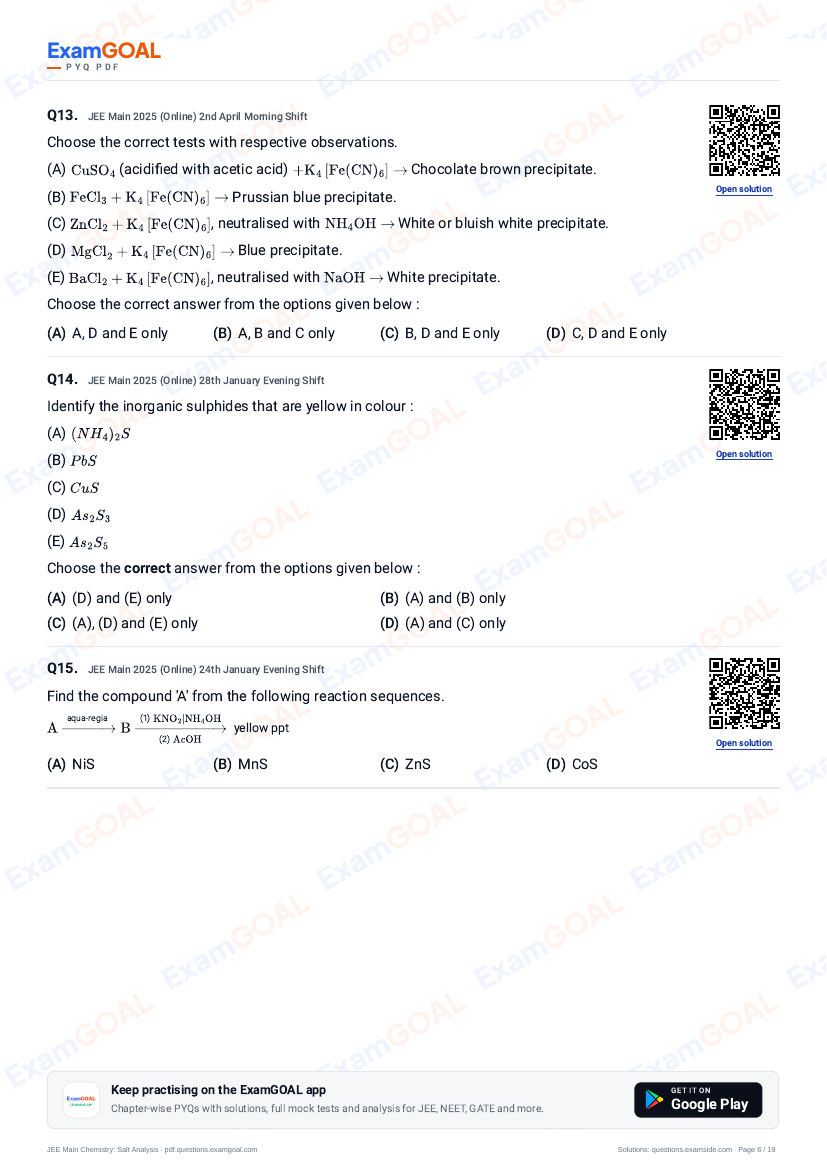 ExamGOAL
PYQ PDF
Q13. JEE Main 2025 (Online) 2nd April Morning Shift
Open solution
Choose the correct tests with respective observations.
(A) CuSO₄ (acidified with acetic acid) +K₄ [Fe(CN)₆] → Chocolate brown precipitate.
(B) FeCl₃ + K₄ [Fe(CN)₆] → Prussian blue precipitate.
(C) ZnCl₂ + K₄ [Fe(CN)₆], neutralised with NH₄OH → White or bluish white precipitate.
(D) MgCl₂ + K₄ [Fe(CN)₆] → Blue precipitate.
(E) BaCl₂ + K₄ [Fe(CN)₆], neutralised with NaOH → White precipitate.
Choose the correct answer from the options given below :
(A) A, D and E only (B) A, B and C only (C) B, D and E only (D) C, D and E only
Q14. JEE Main 2025 (Online) 28th January Evening Shift
Open solution
Identify the inorganic sulphides that are yellow in colour :
(A) (NH₄)₂S
(B) PbS
(C) CuS
(D) As₂S₃
(E) As₂S₅
Choose the correct answer from the options given below :
(A) (D) and (E) only (B) (A) and (B) only
(C) (A), (D) and (E) only (D) (A) and (C) only
Q15. JEE Main 2025 (Online) 24th January Evening Shift
Open solution
Find the compound 'A' from the following reaction sequences.
A aqua-regia → B (1) KNO₂|NH₄OH (2) AcOH → yellow ppt
(A) NiS (B) MnS (C) ZnS (D) CoS
ExamGOAL
Keep practising on the ExamGOAL app
Chapter-wise PYQs with solutions, full mock tests and analysis for JEE, NEET, GATE and more.
GET IT ON
Google Play
JEE Main Chemistry: Salt Analysis · pdf.questions.examgoal.com
Solutions: questions.examside.com · Page 6 / 19